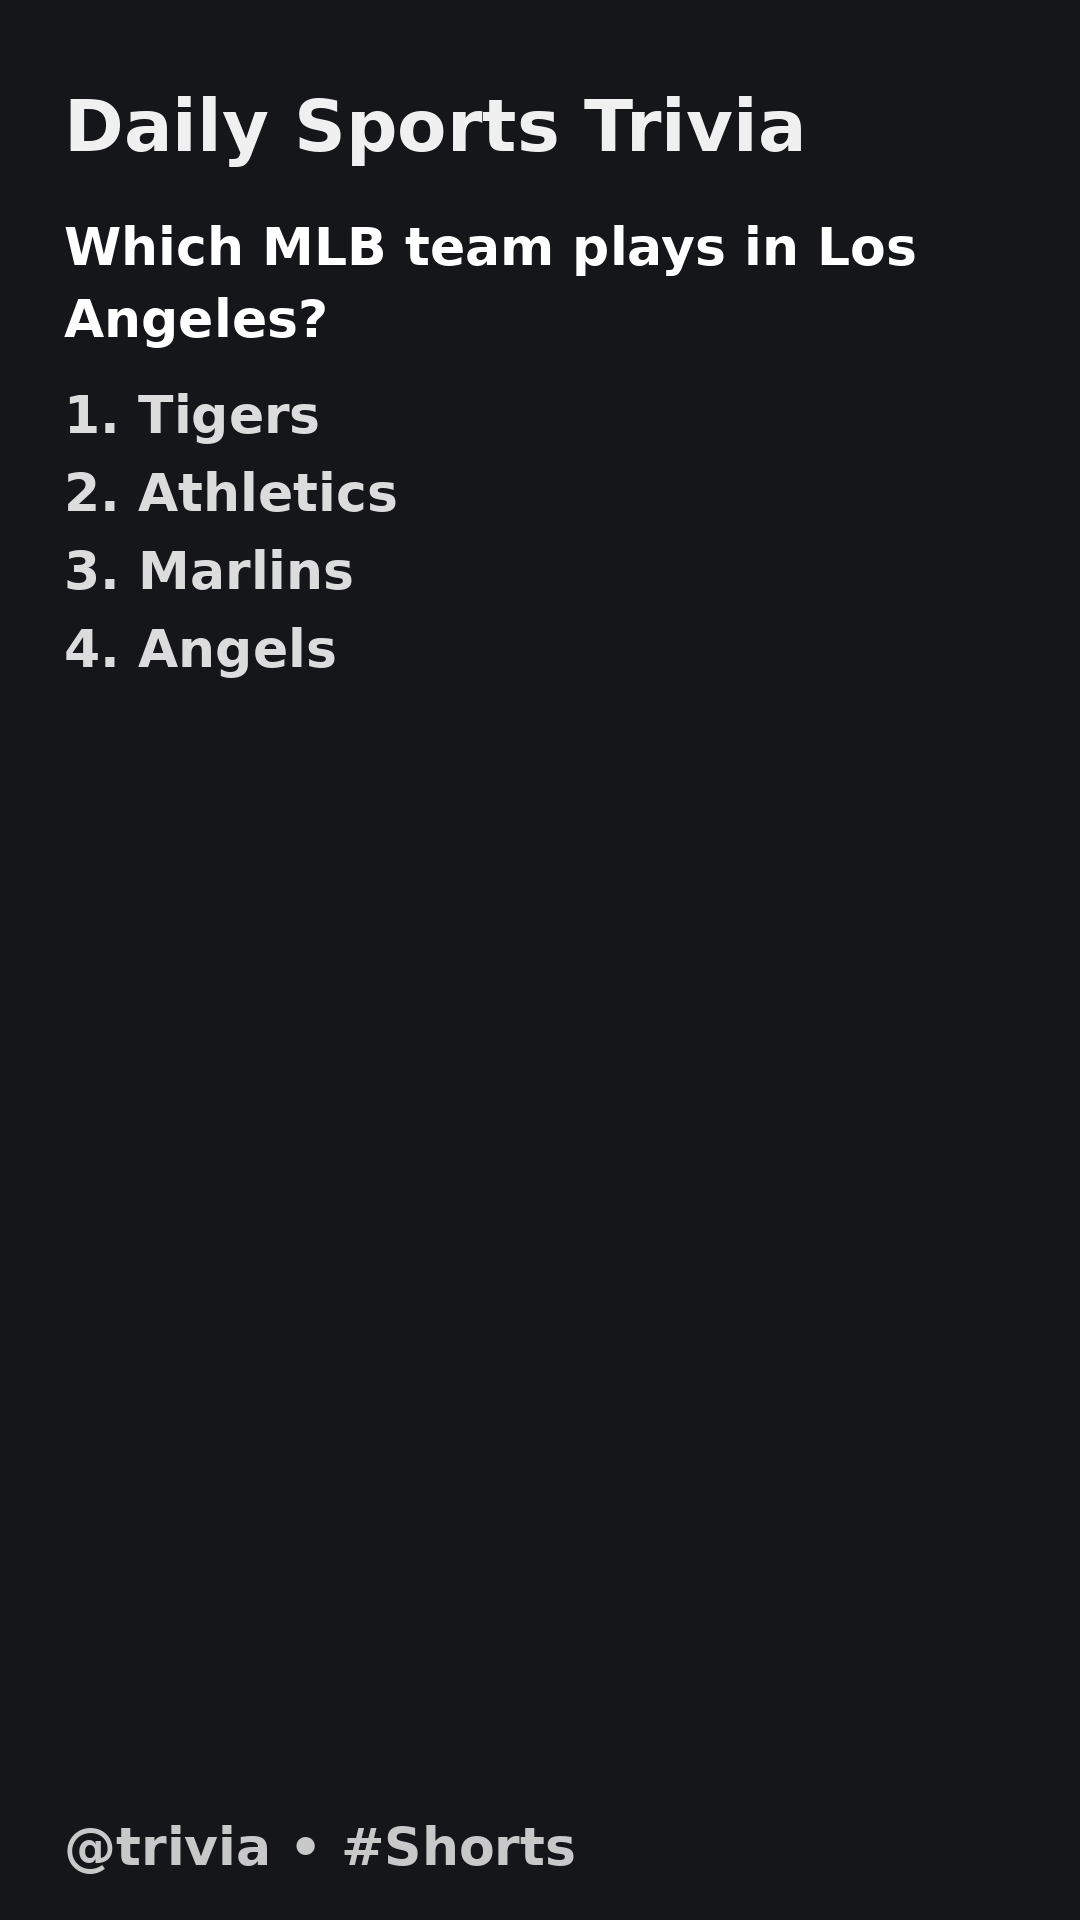 Daily Sports Trivia
Which MLB team plays in Los
Angeles?
1. Tigers
2. Athletics
3. Marlins
4. Angels
@trivia • #Shorts